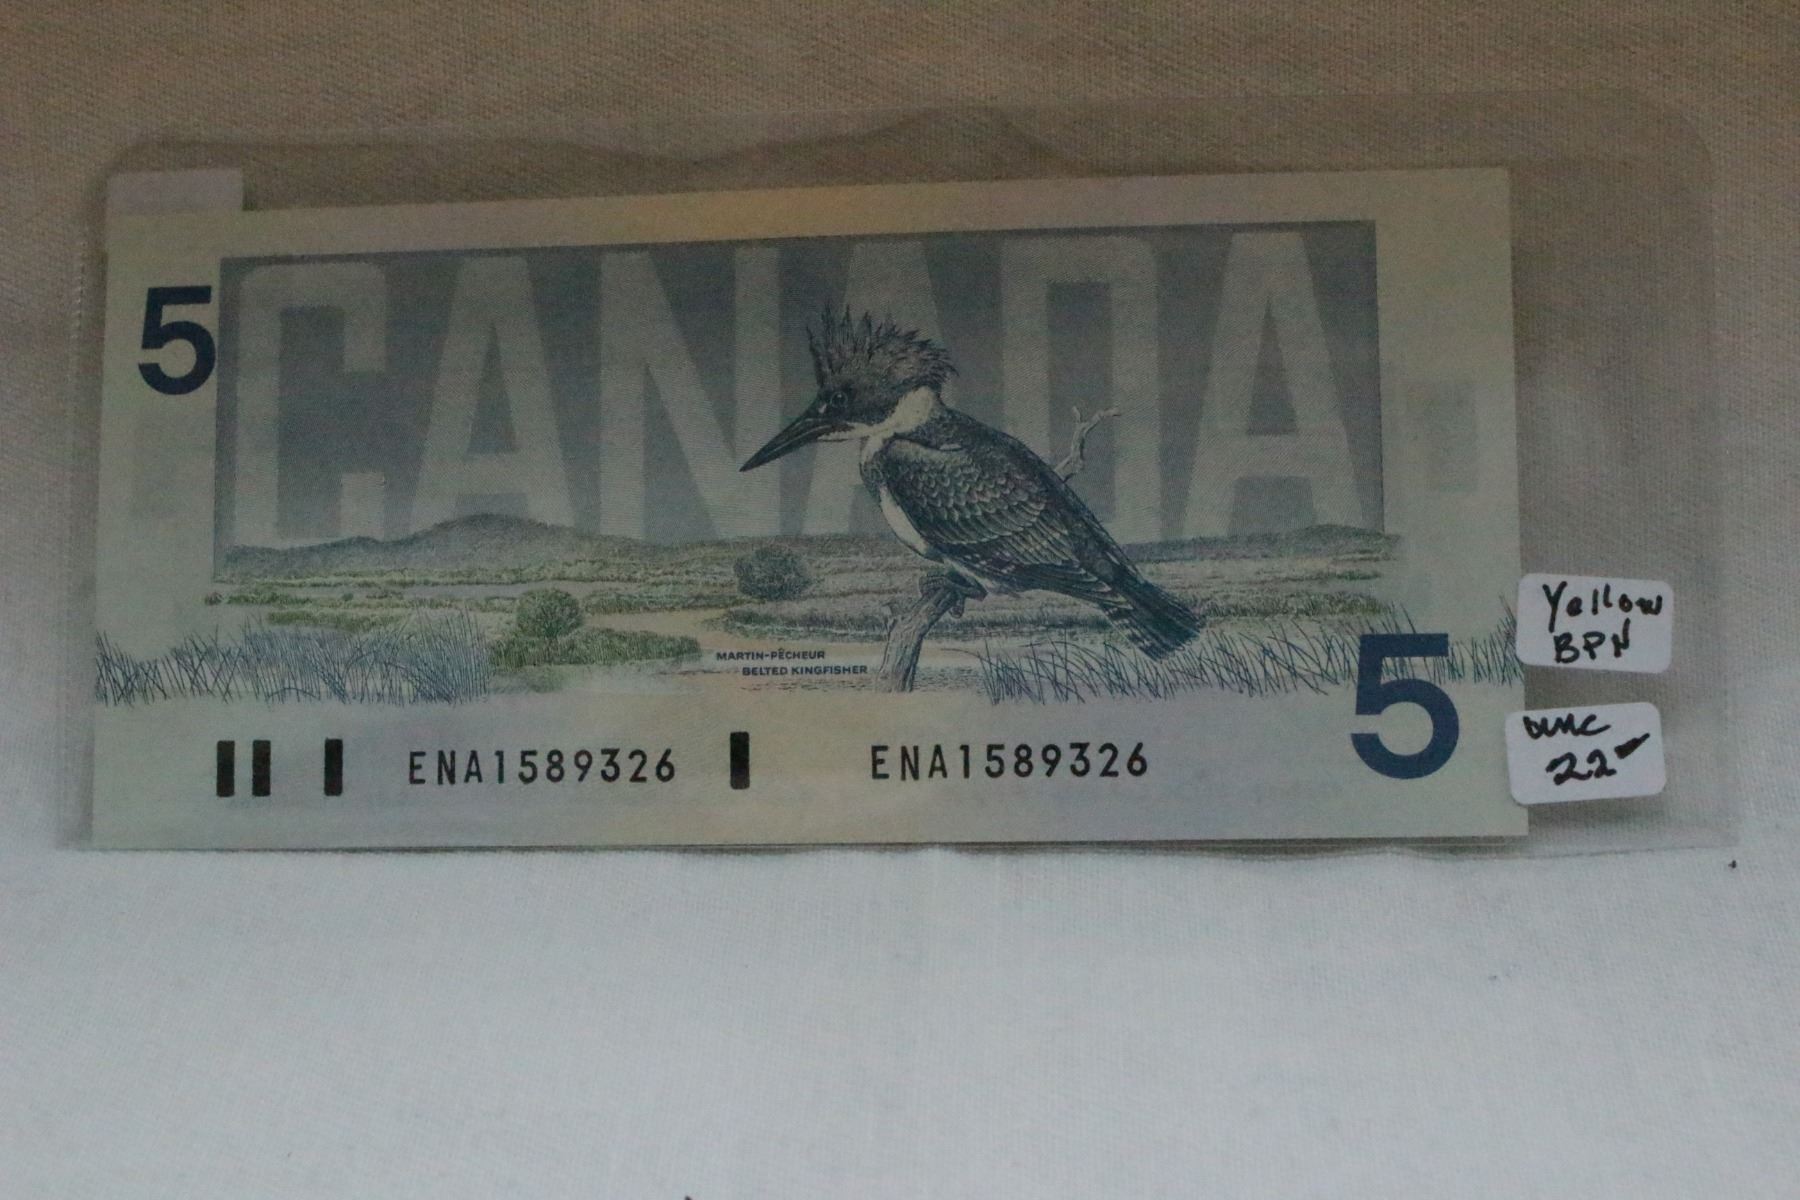 CANADA
5
MARTIN-PÊCHEUR
BELTED KINGFISHER
5
ENA1589326 ENA1589326
Yellow
BPN
UNC
22-